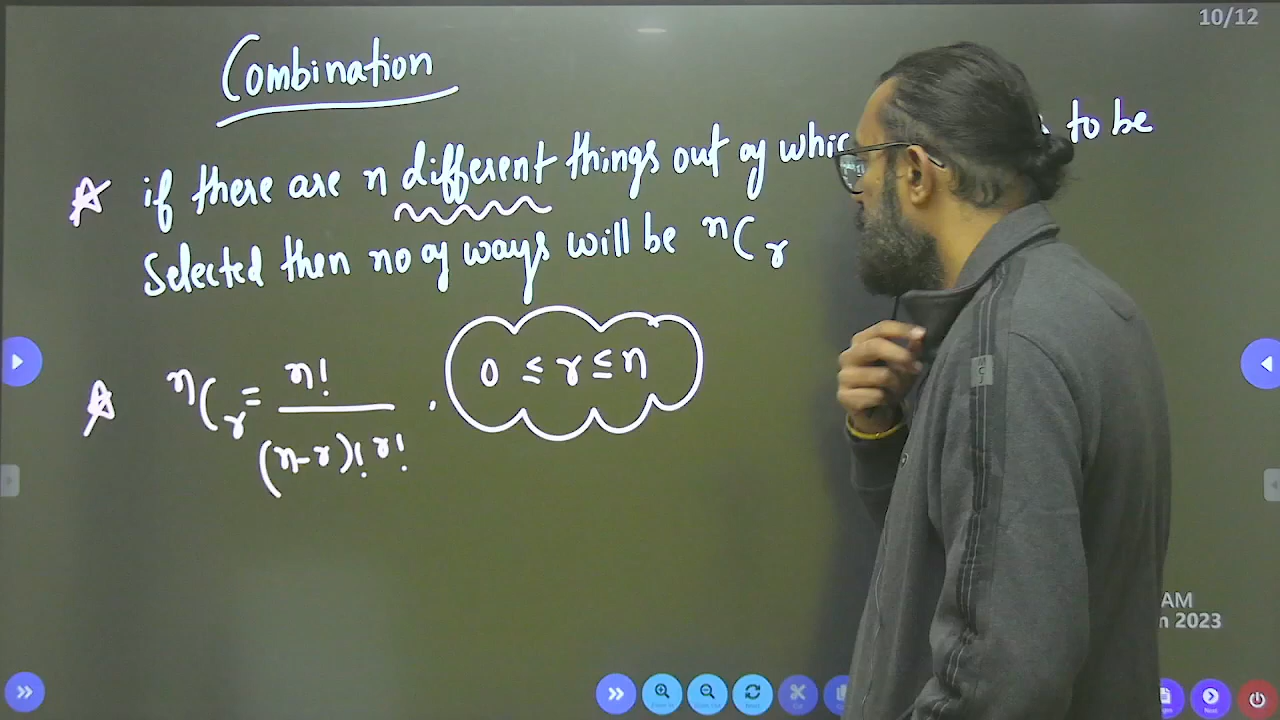 10/12
Combination
if there are n different things out of whic to be
Selected then no of ways will be ⁿCᵣ
ⁿCᵣ = n! / (n-r)! r! . 0 ≤ r ≤ n
AM
n 2023